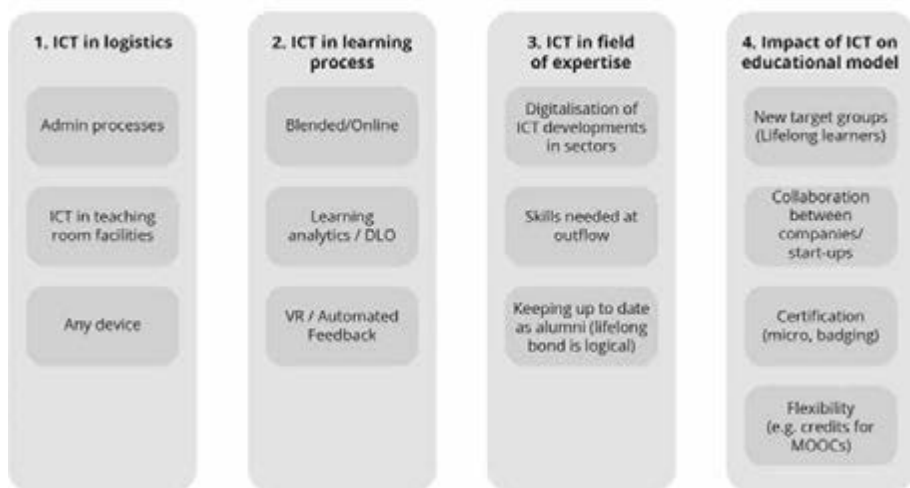 1. ICT in logistics
Admin processes
ICT in teaching
room facilities
Any device
2. ICT in learning
process
Blended/Online
Learning
analytics / DLO
VR / Automated
Feedback
3. ICT in field
of expertise
Digitalisation of
ICT developments
in sectors
Skills needed at
outflow
Keeping up to date
as alumni (lifelong
bond is logical)
4. Impact of ICT on
educational model
New target groups
(Lifelong learners)
Collaboration
between
companies/
start-ups
Certification
(micro, badging)
Flexibility
(e.g. credits for
MOOCs)